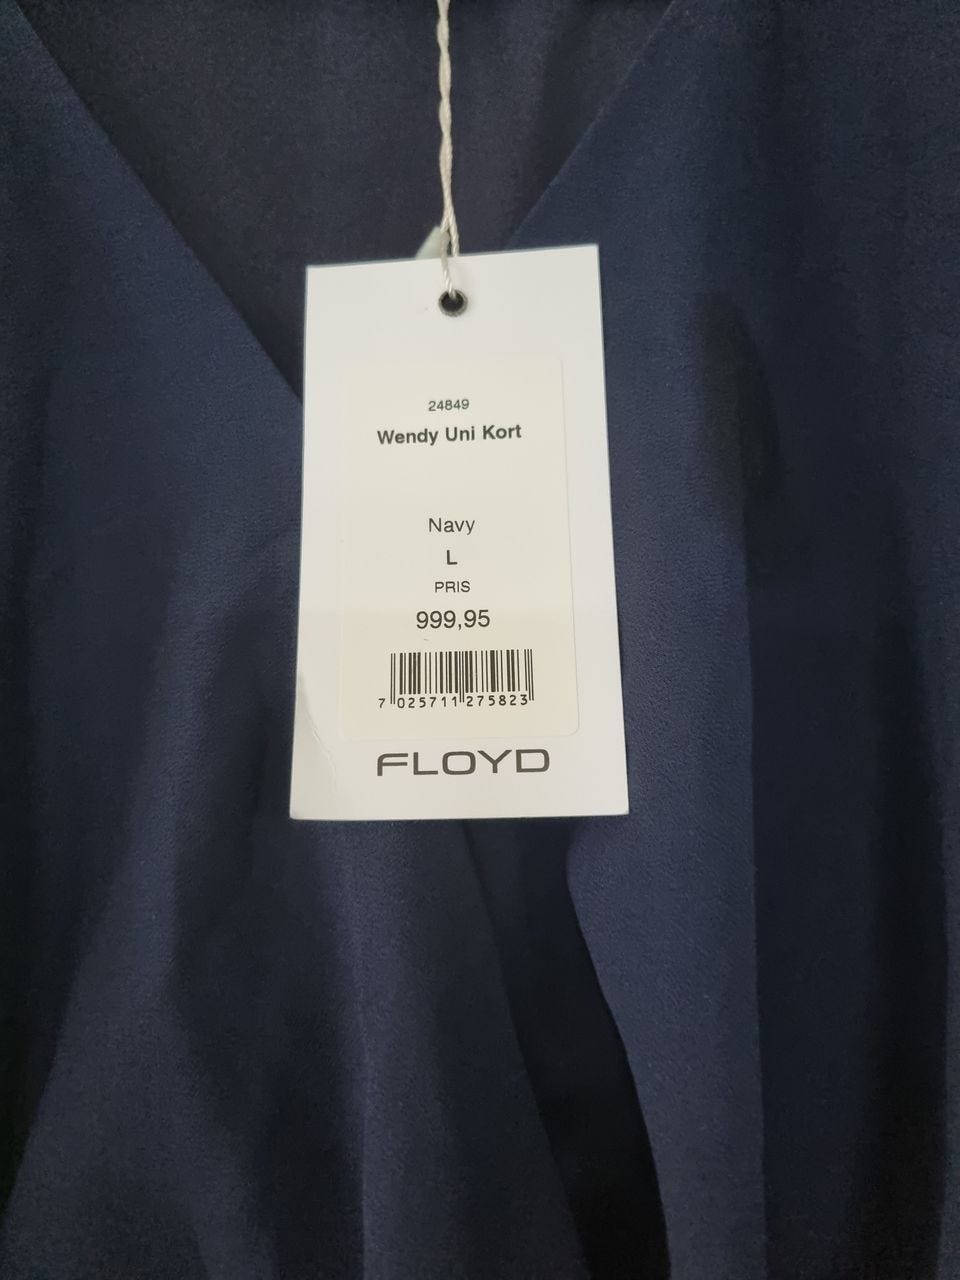 24849
Wendy Uni Kort
Navy
L
PRIS
999,95
7 025711 275823
FLOYD